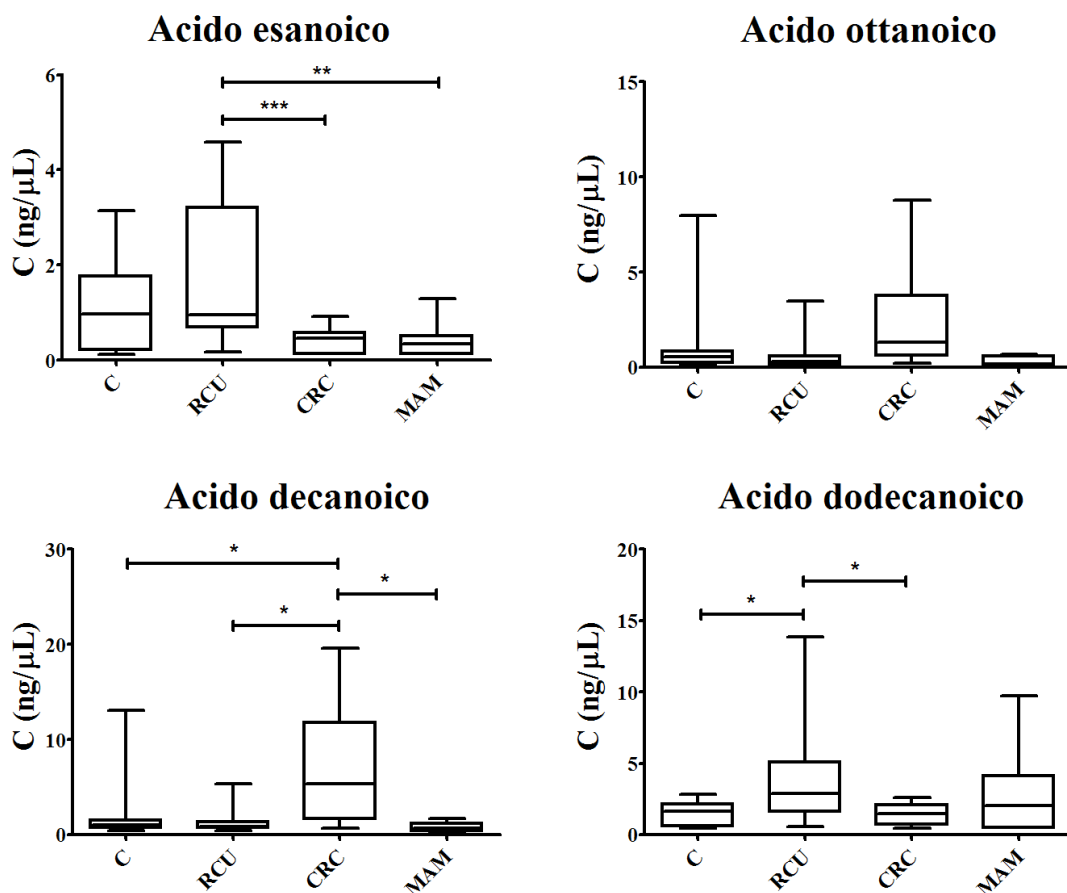 Acido esanoico
C (ng/µL)
6
4
2
0
**
***
C
RCU
CRC
MAM
Acido ottanoico
C (ng/µL)
15
10
5
0
C
RCU
CRC
MAM
Acido decanoico
C (ng/µL)
30
20
10
0
*
*
*
C
RCU
CRC
MAM
Acido dodecanoico
C (ng/µL)
20
15
10
5
0
*
*
C
RCU
CRC
MAM